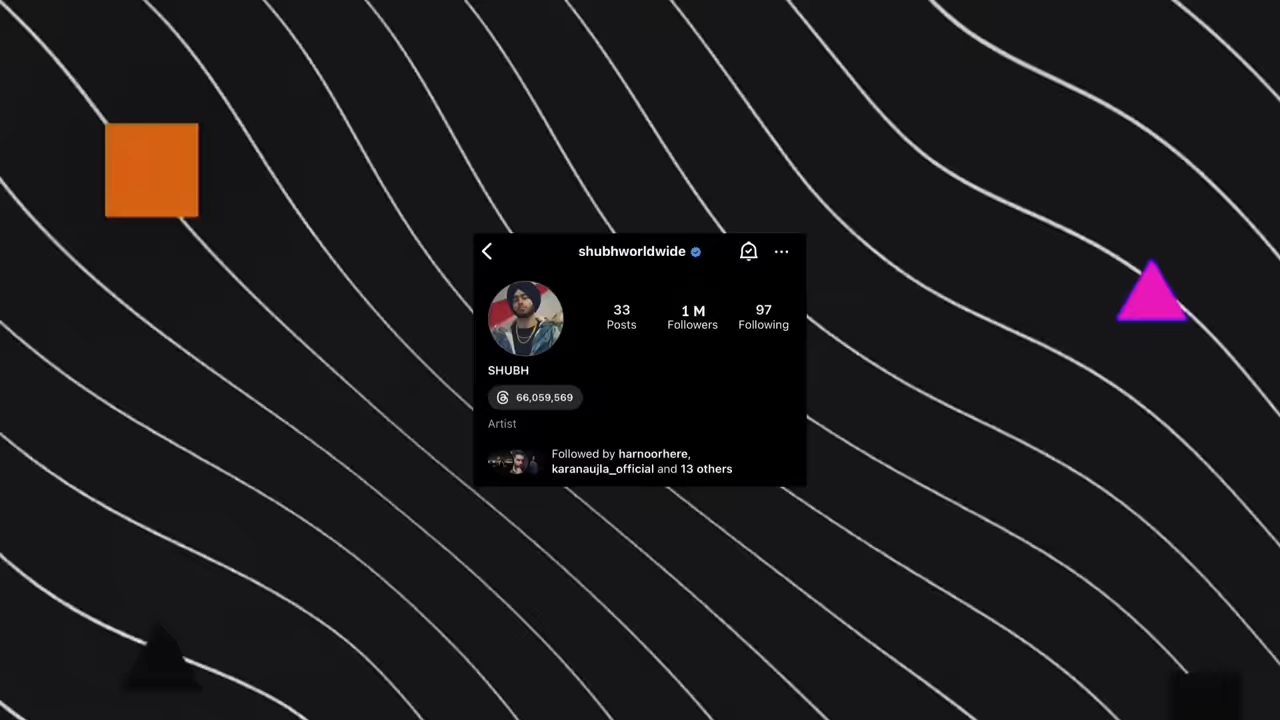 shubhworldwide
33 1 M 97
Posts Followers Following
SHUBH
66,059,569
Artist
Followed by harnoorhere,
karanaujla_official and 13 others